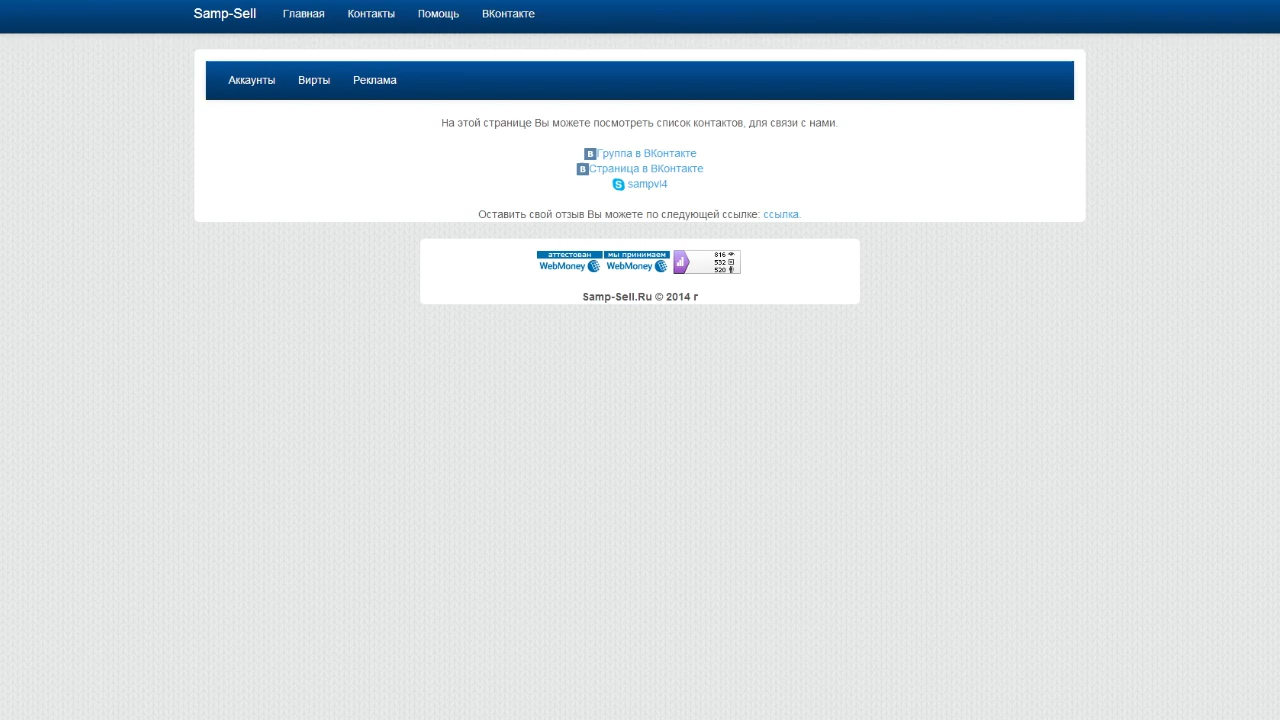 Samp-Sell Главная Контакты Помощь ВКонтакте
Аккаунты Вирты Реклама
На этой странице Вы можете посмотреть список контактов, для связи с нами.
В Группа в ВКонтакте
В Страница в ВКонтакте
S sampvi4
Оставить свой отзыв Вы можете по следующей ссылке: ссылка.
аттестован мы принимаем 816
WebMoney WebMoney 532
520
Samp-Sell.Ru © 2014 г